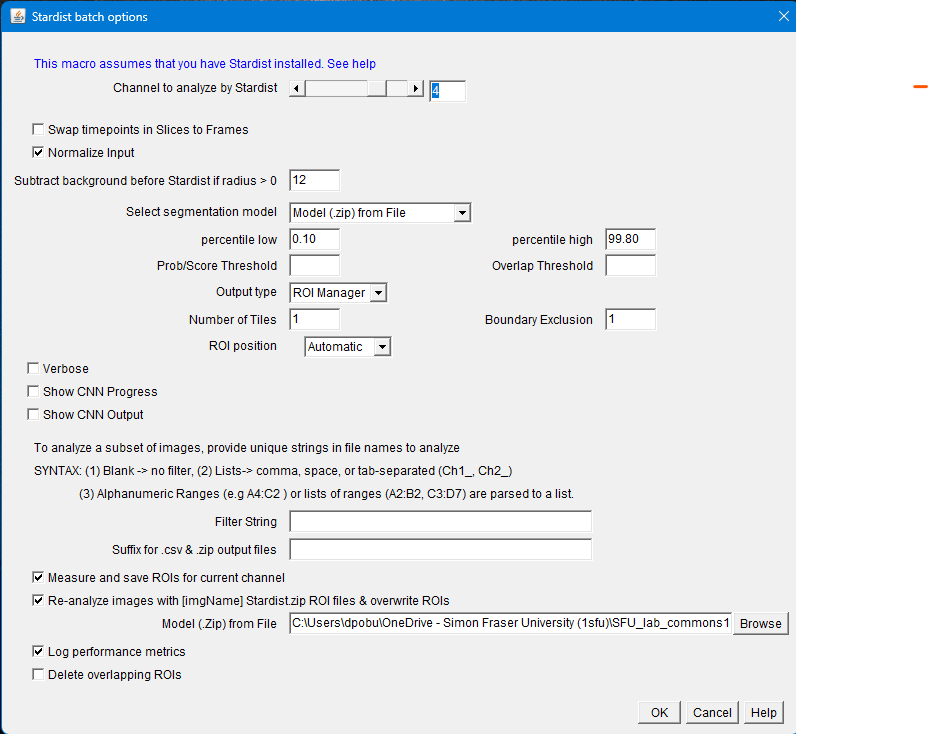 Stardist batch options
This macro assumes that you have Stardist installed. See help
Channel to analyze by Stardist 4
Swap timepoints in Slices to Frames
Normalize Input
Subtract background before Stardist if radius > 0 12
Select segmentation model Model (.zip) from File
percentile low 0.10 percentile high 99.80
Prob/Score Threshold Overlap Threshold
Output type ROI Manager
Number of Tiles 1 Boundary Exclusion 1
ROI position Automatic
Verbose
Show CNN Progress
Show CNN Output
To analyze a subset of images, provide unique strings in file names to analyze
SYNTAX: (1) Blank -> no filter, (2) Lists-> comma, space, or tab-separated (Ch1_, Ch2_)
(3) Alphanumeric Ranges (e.g A4:C2 ) or lists of ranges (A2:B2, C3:D7) are parsed to a list.
Filter String
Suffix for .csv & .zip output files
Measure and save ROIs for current channel
Re-analyze images with [imgName] Stardist.zip ROI files & overwrite ROIs
Model (.Zip) from File C:\Users\dpobu\OneDrive - Simon Fraser University (1sfu)\SFU_lab_commons1 Browse
Log performance metrics
Delete overlapping ROIs
OK Cancel Help